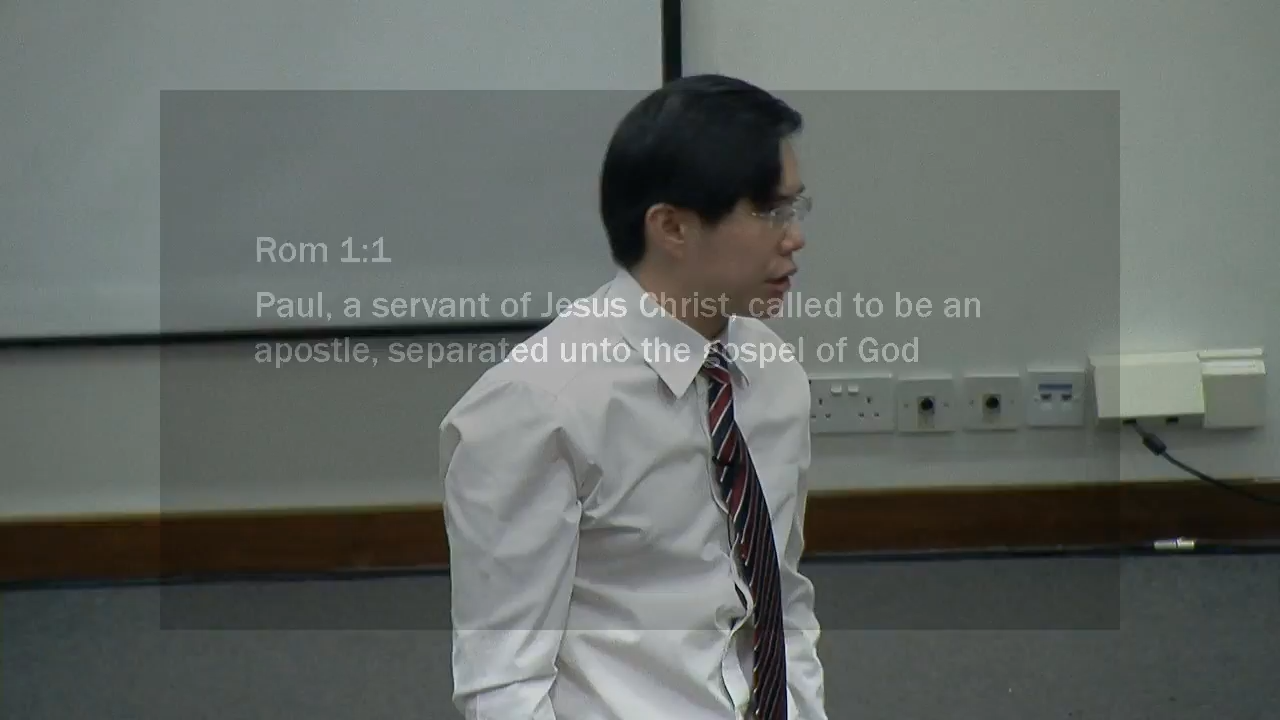 Rom 1:1
Paul, a servant of Jesus Christ, called to be an
apostle, separated unto the gospel of God